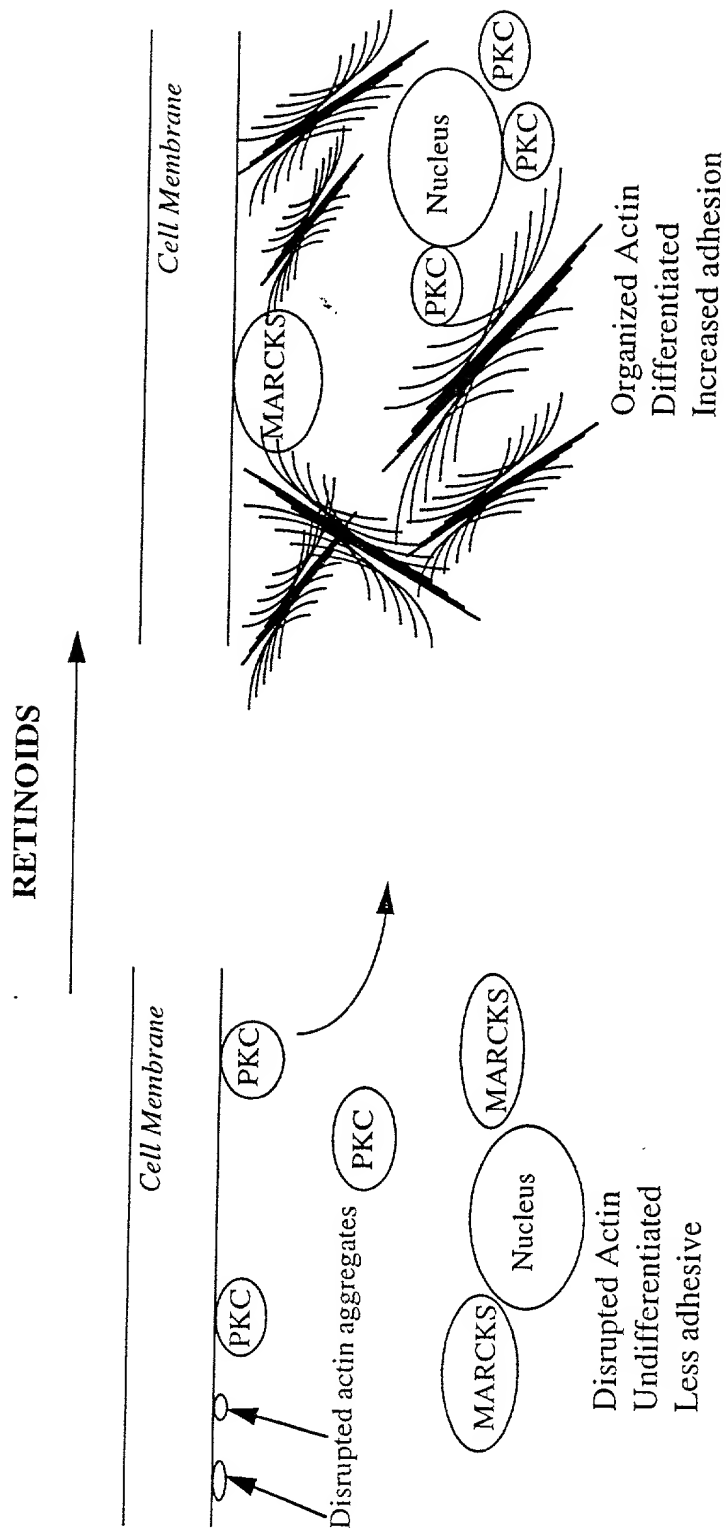 RETINOIDS
Cell Membrane
PKC
PKC
PKC
Disrupted actin aggregates
MARCKS
MARCKS
Nucleus
Disrupted Actin
Undifferentiated
Less adhesive
Cell Membrane
MARCKS
PKC
Nucleus
PKC
PKC
Organized Actin
Differentiated
Increased adhesion